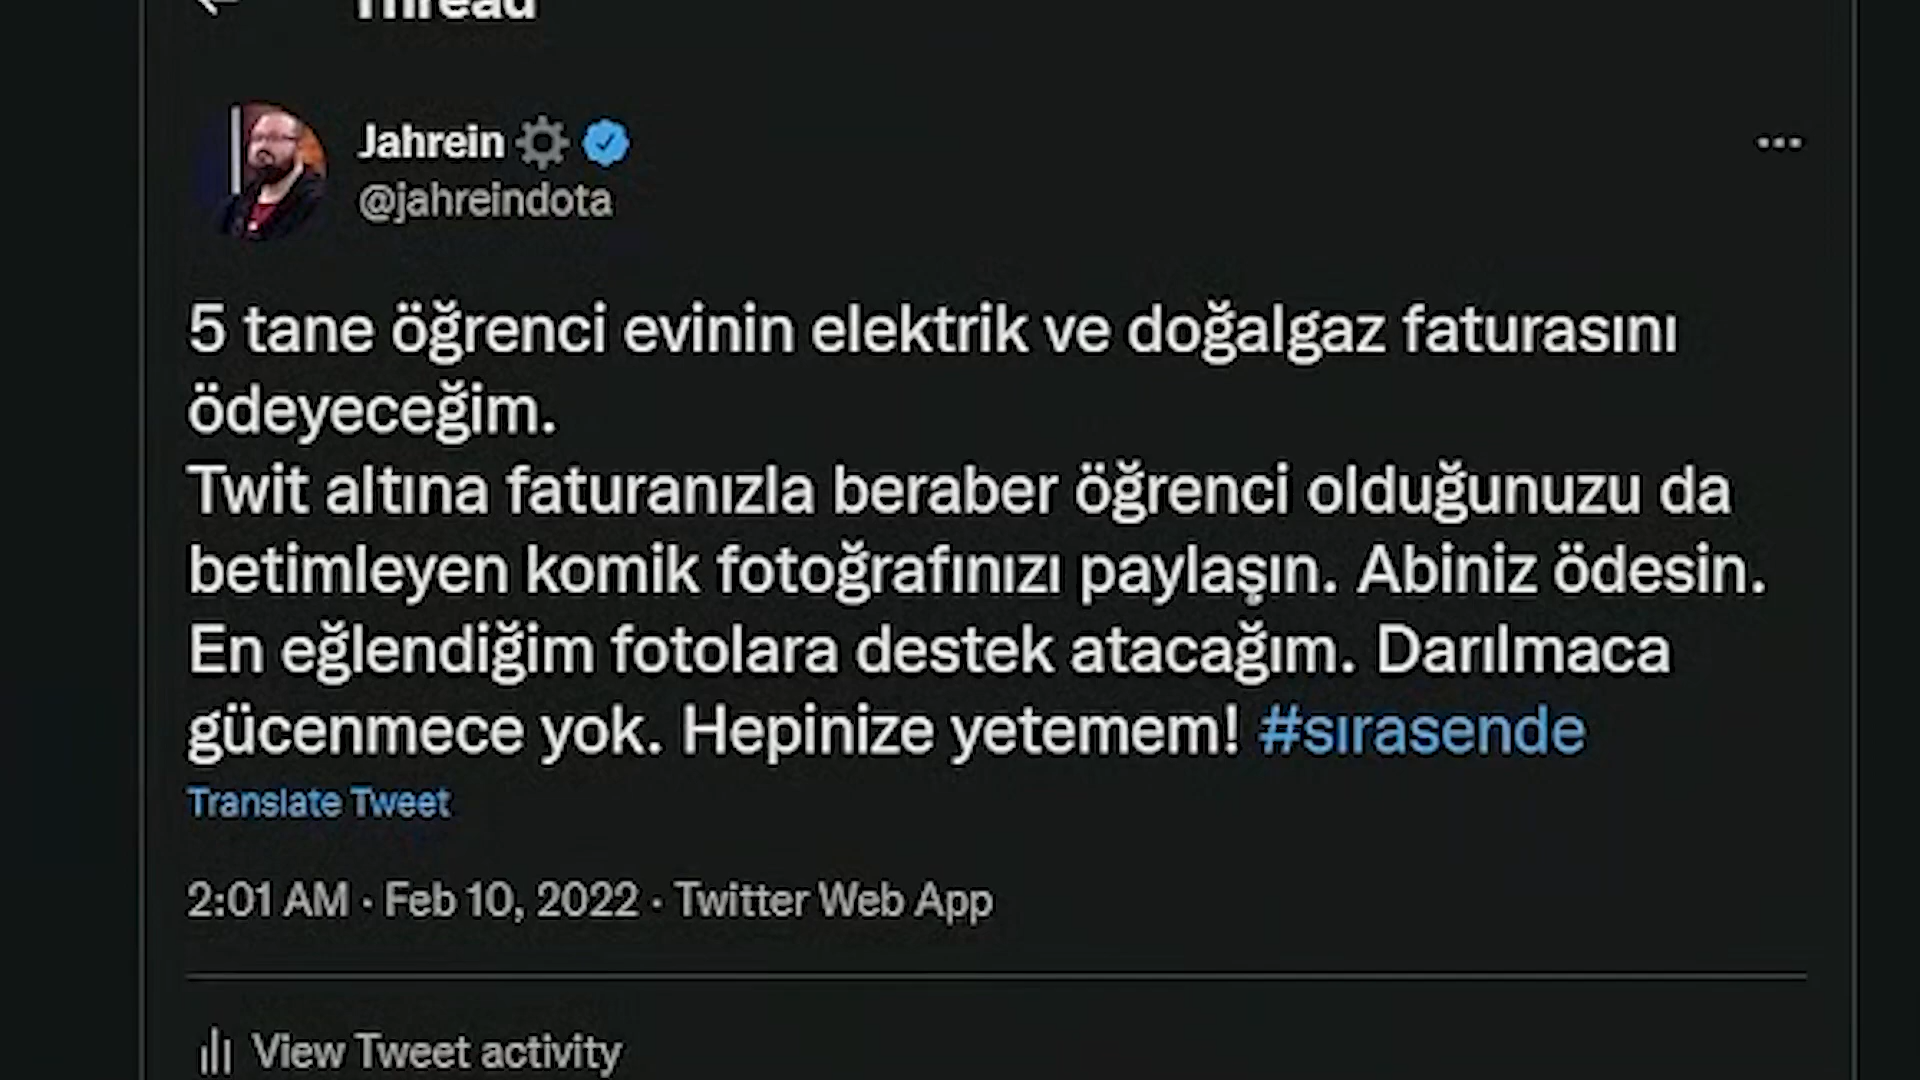 Thread
Jahrein
@jahreindota
5 tane öğrenci evinin elektrik ve doğalgaz faturasını
ödeyeceğim.
Twit altına faturanızla beraber öğrenci olduğunuzu da
betimleyen komik fotoğrafınızı paylaşın. Abiniz ödesin.
En eğlendiğim fotolara destek atacağım. Darılmaca
gücenmece yok. Hepinize yetemem! #sırasende
Translate Tweet
2:01 AM · Feb 10, 2022 · Twitter Web App
View Tweet activity